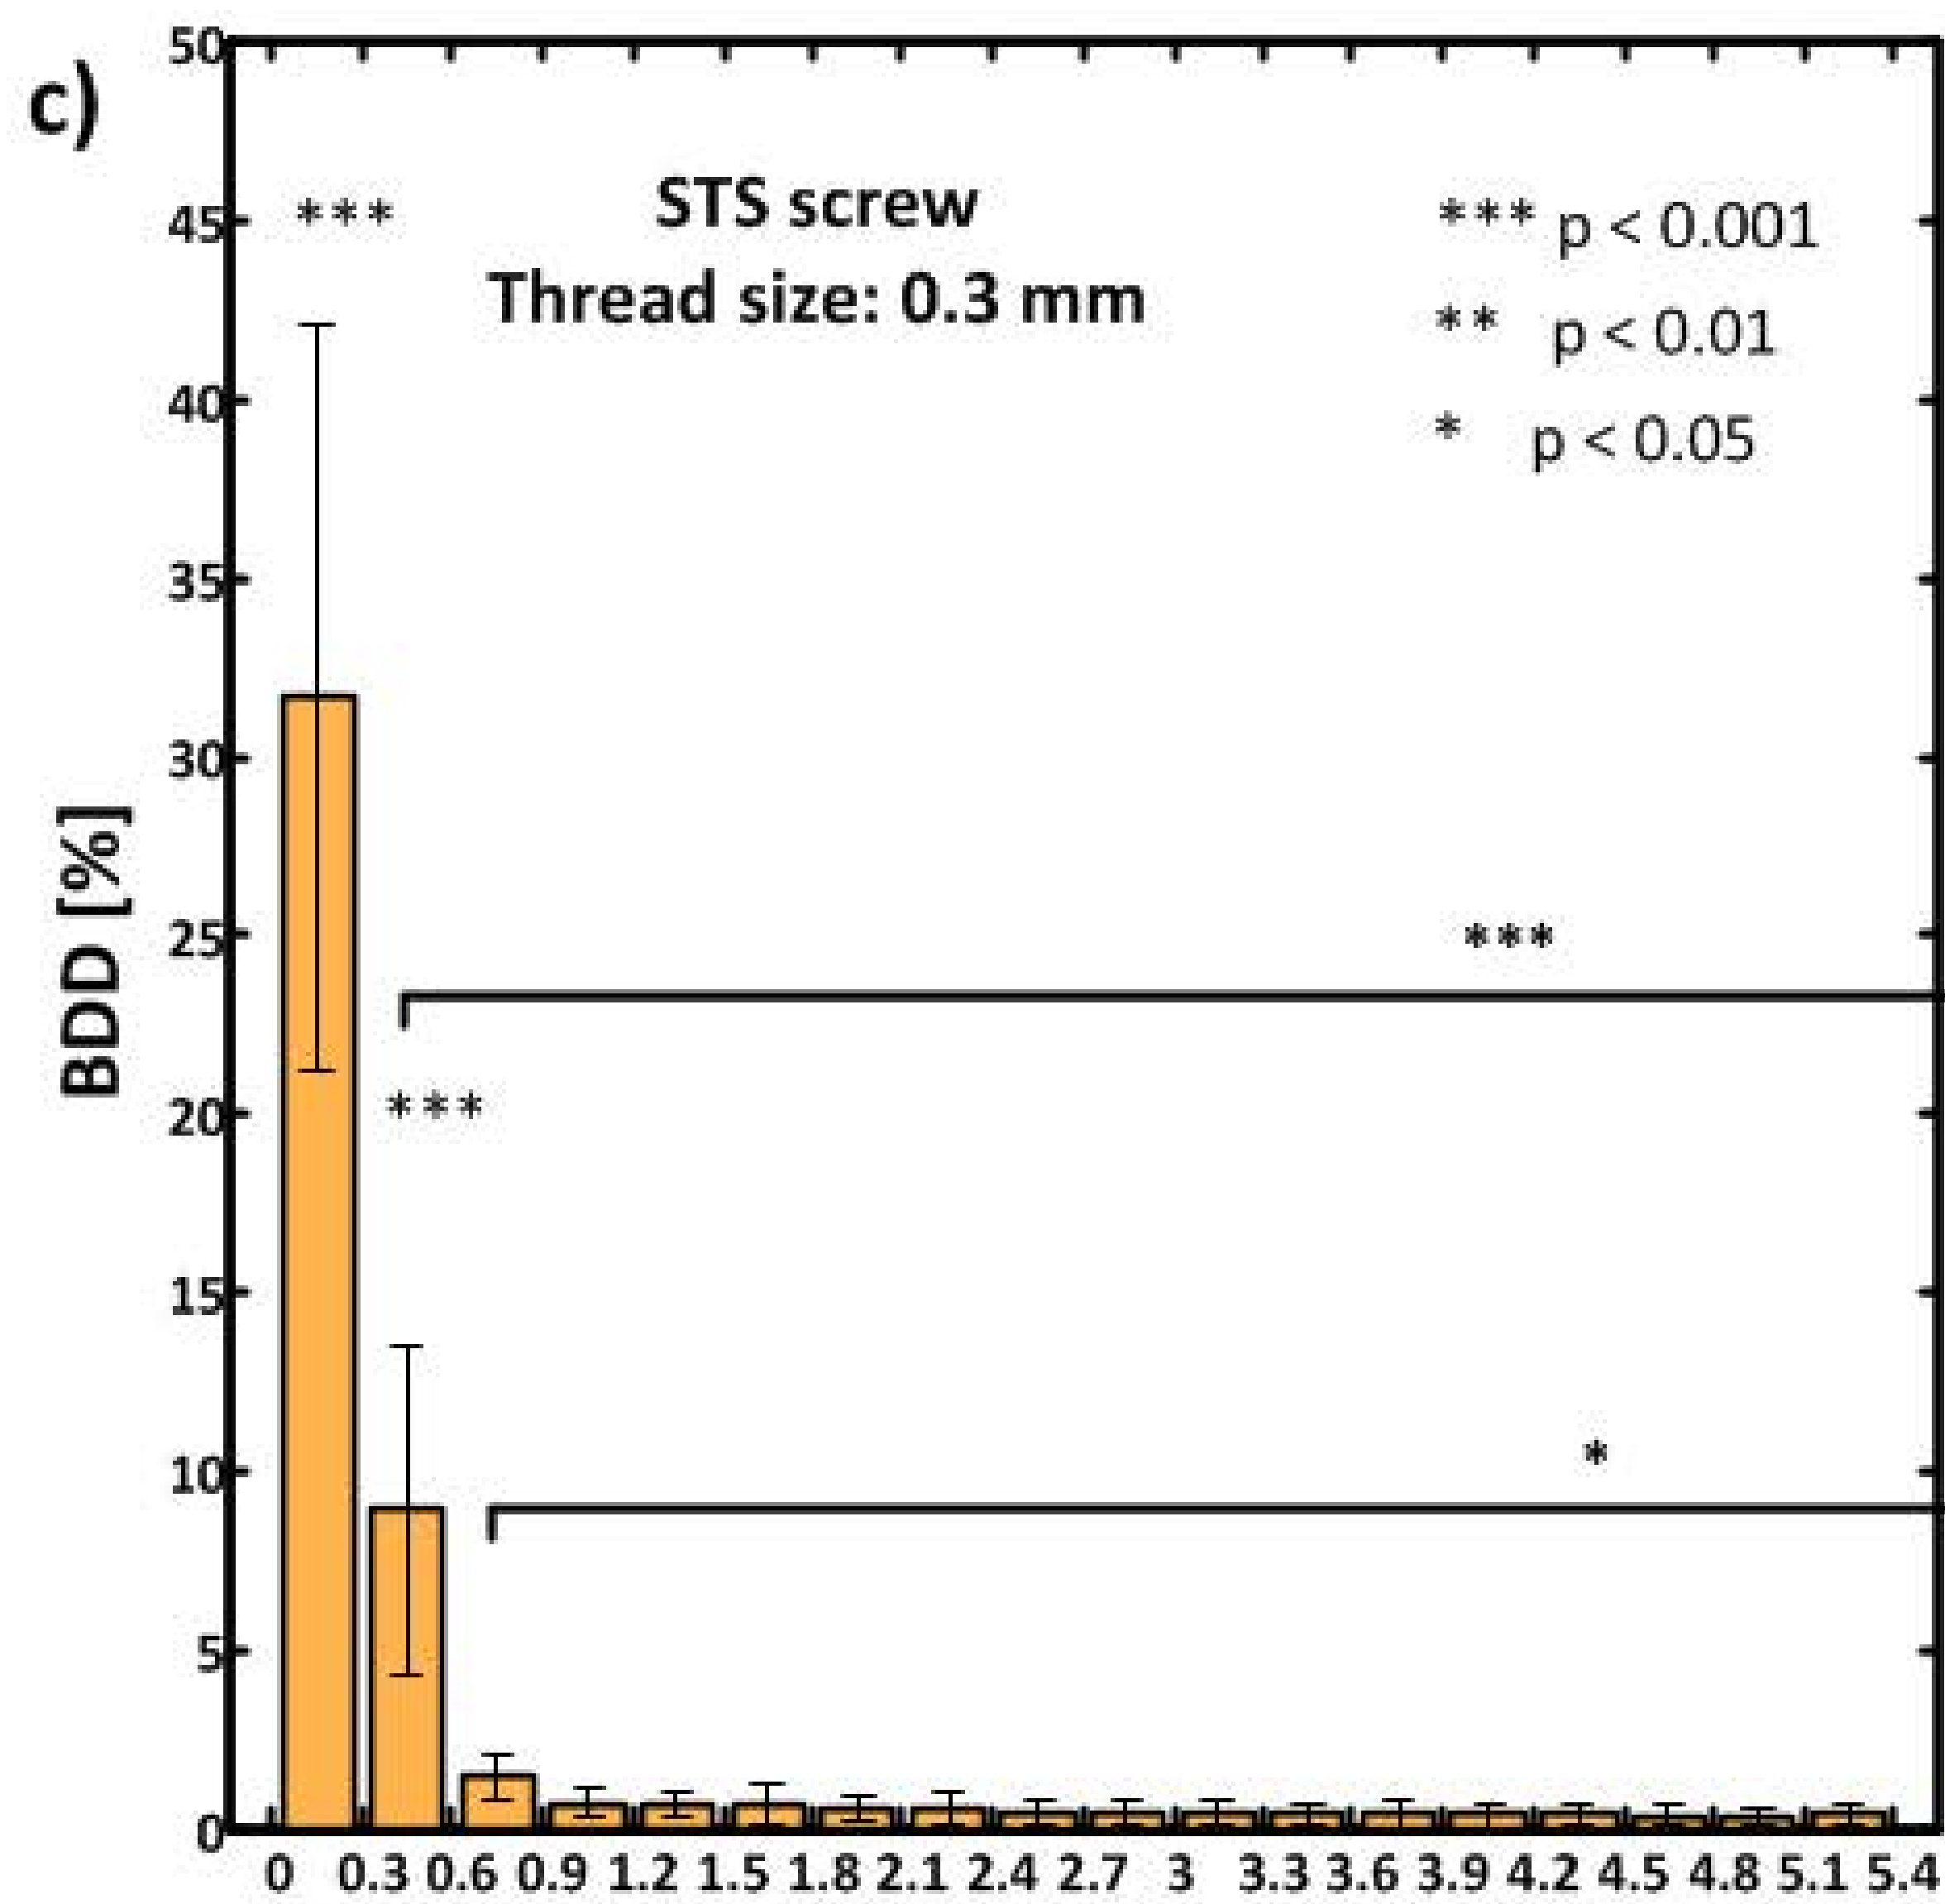 c)
50
45
40
35
30
25
20
15
10
5
0
BDD [%]
***
STS screw
Thread size: 0.3 mm
*** p < 0.001
** p < 0.01
* p < 0.05
***
***
*
0 0.3 0.6 0.9 1.2 1.5 1.8 2.1 2.4 2.7 3 3.3 3.6 3.9 4.2 4.5 4.8 5.1 5.4